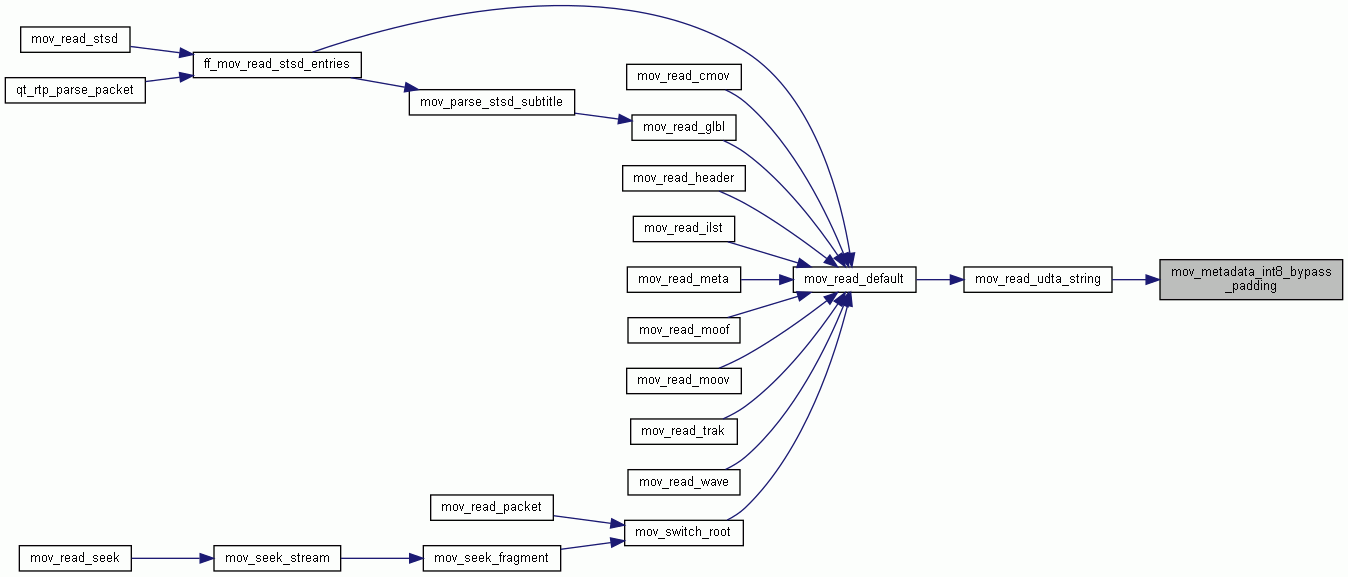 mov_read_stsd
ff_mov_read_stsd_entries
mov_read_cmov
qt_rtp_parse_packet
mov_parse_stsd_subtitle
mov_read_glbl
mov_read_header
mov_read_ilst
mov_read_meta
mov_read_default
mov_read_udta_string
mov_metadata_int8_bypass
_padding
mov_read_moof
mov_read_moov
mov_read_trak
mov_read_wave
mov_read_packet
mov_switch_root
mov_read_seek
mov_seek_stream
mov_seek_fragment